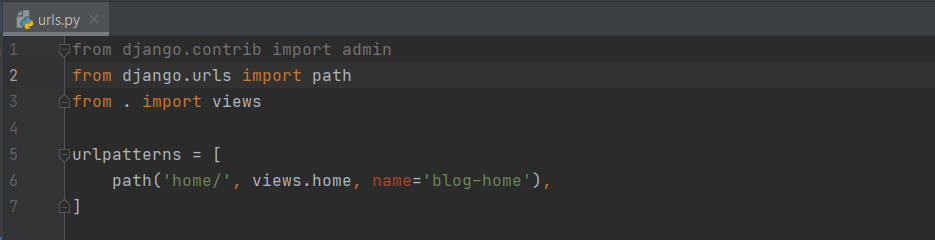 urls.py
1 from django.contrib import admin
2 from django.urls import path
3 from . import views
4
5 urlpatterns = [
6     path('home/', views.home, name='blog-home'),
7 ]